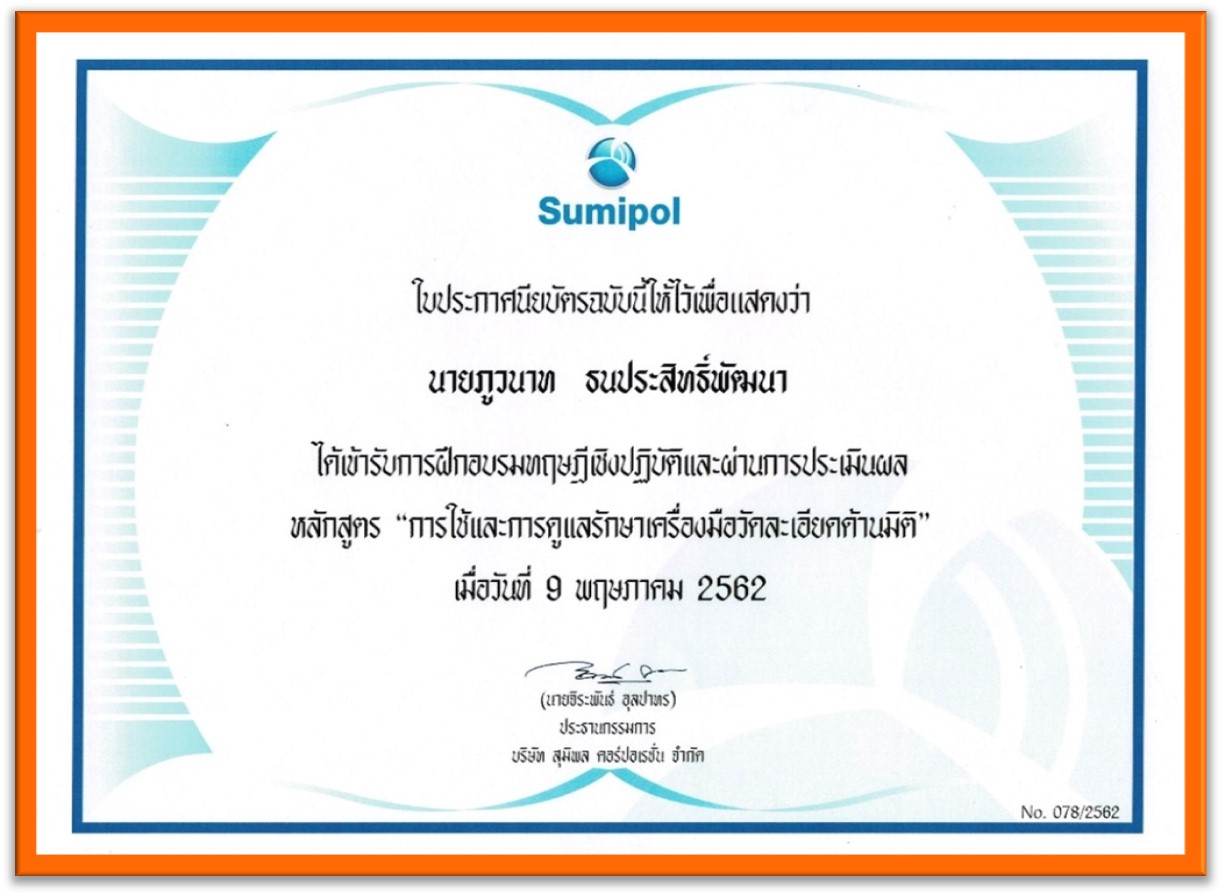 Sumipol
ใบประกาศนียบัตรฉบับนี้ให้ไว้เพื่อแสดงว่า
นายภูวนาท ธนประสิทธิ์พัฒนา
ได้เข้ารับการฝึกอบรมทฤษฎีเชิงปฏิบัติและผ่านการประเมินผล
หลักสูตร “การใช้และการดูแลรักษาเครื่องมือวัดละเอียดด้านมิติ”
เมื่อวันที่ 9 พฤษภาคม 2562
(นายจิระพันธ์ อุลปาทร)
ประธานกรรมการ
บริษัท สุมิพล คอร์ปอเรชั่น จำกัด
No. 078/2562